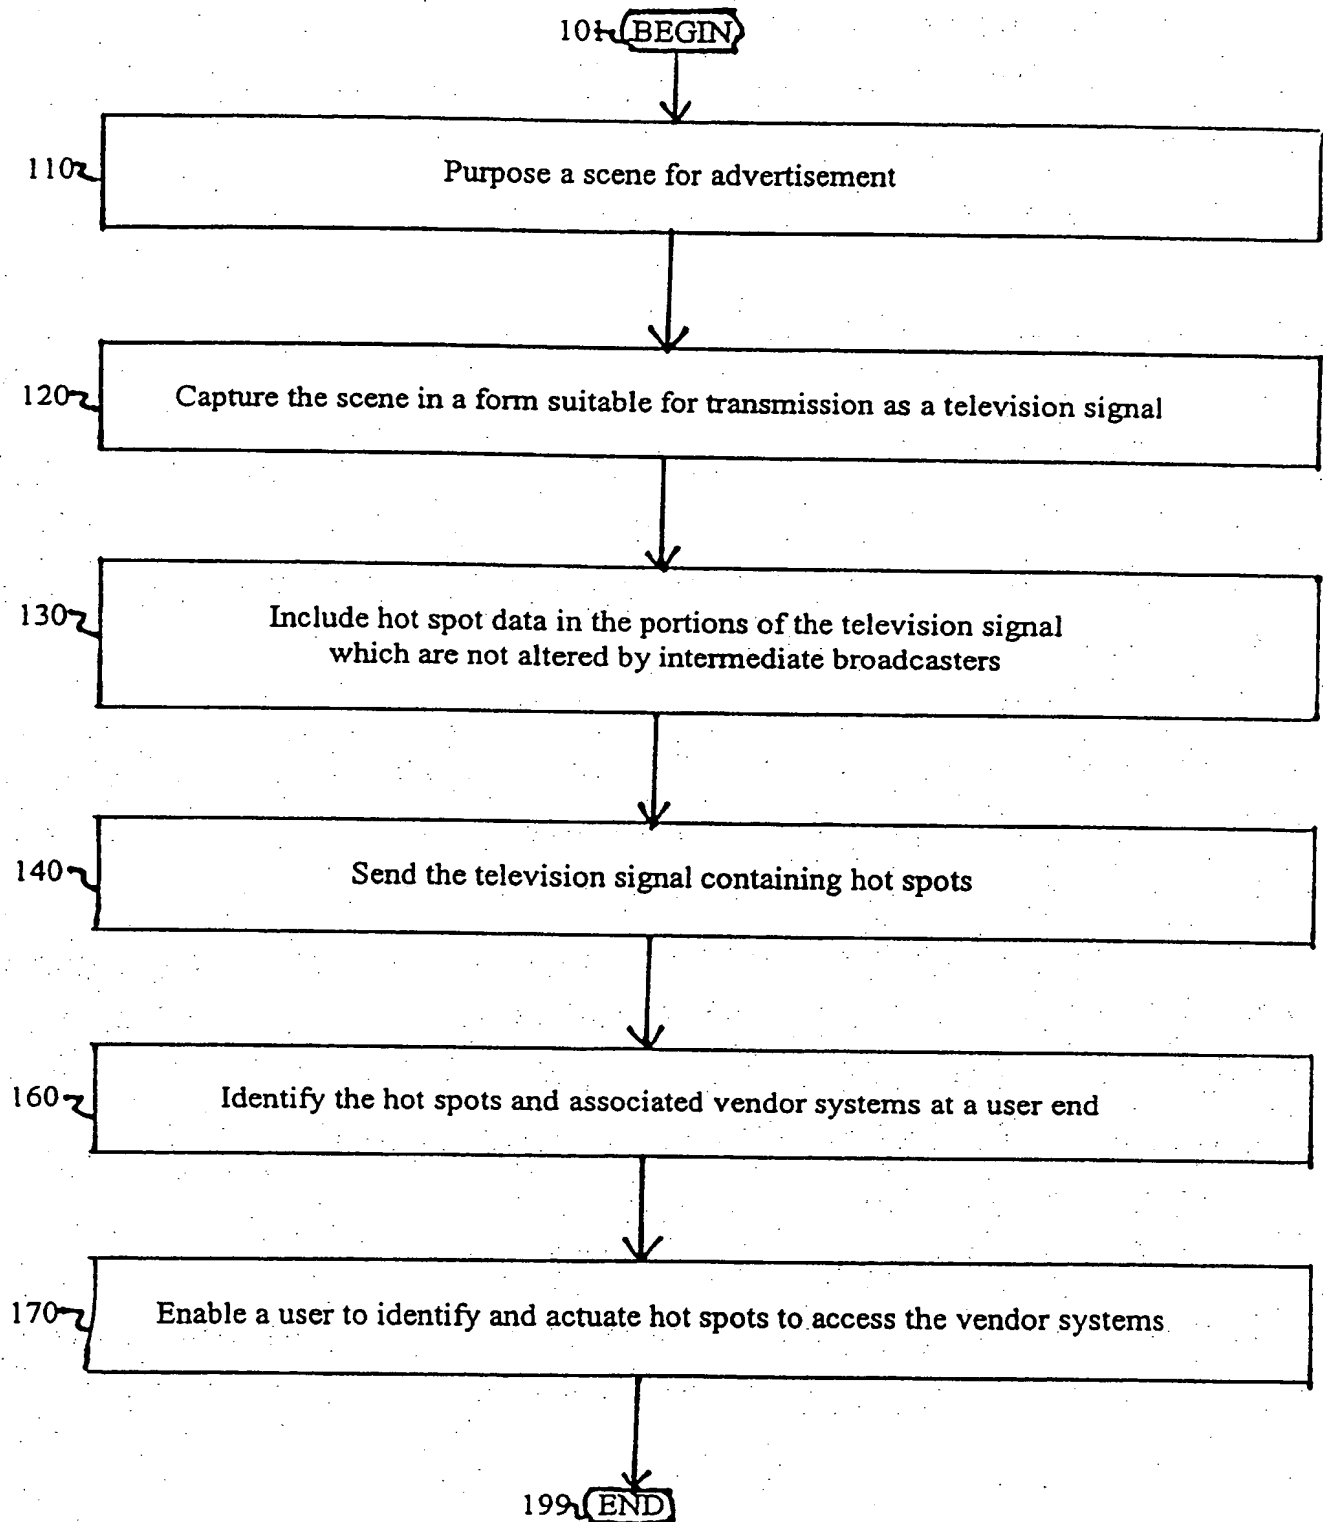 101 BEGIN
110 Purpose a scene for advertisement
120 Capture the scene in a form suitable for transmission as a television signal
130 Include hot spot data in the portions of the television signal
which are not altered by intermediate broadcasters
140 Send the television signal containing hot spots
160 Identify the hot spots and associated vendor systems at a user end
170 Enable a user to identify and actuate hot spots to access the vendor systems
199 END